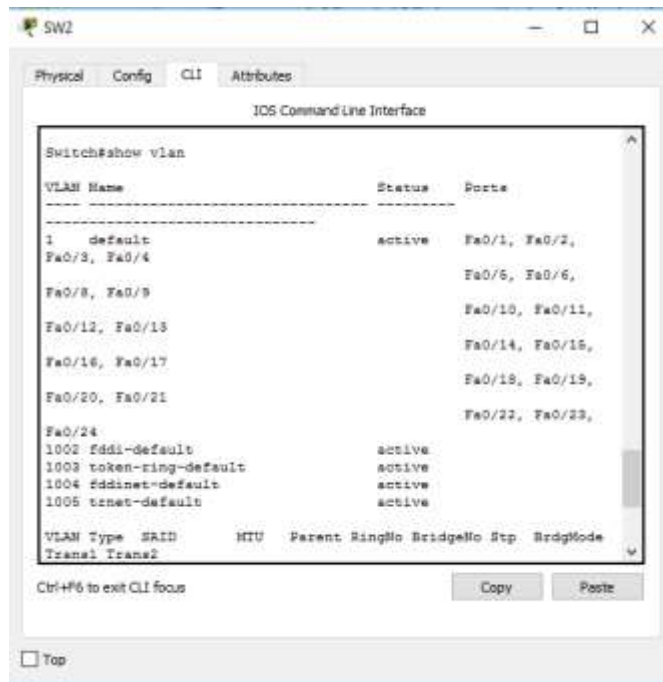 SW2
Physical Config CLI Attributes
IOS Command Line Interface
Switch#show vlan
VLAN Name Status Ports
---- -------------------------------- ---------
-------------------------------
1 default active Fa0/1, Fa0/2,
Fa0/3, Fa0/4
Fa0/5, Fa0/6,
Fa0/8, Fa0/9
Fa0/10, Fa0/11,
Fa0/12, Fa0/13
Fa0/14, Fa0/15,
Fa0/16, Fa0/17
Fa0/18, Fa0/19,
Fa0/20, Fa0/21
Fa0/22, Fa0/23,
Fa0/24
1002 fddi-default active
1003 token-ring-default active
1004 fddinet-default active
1005 trnet-default active
VLAN Type SAID MTU Parent RingNo BridgeNo Stp BrdgMode
Trans1 Trans2
Ctrl+F6 to exit CLI focus
Copy Paste
Top